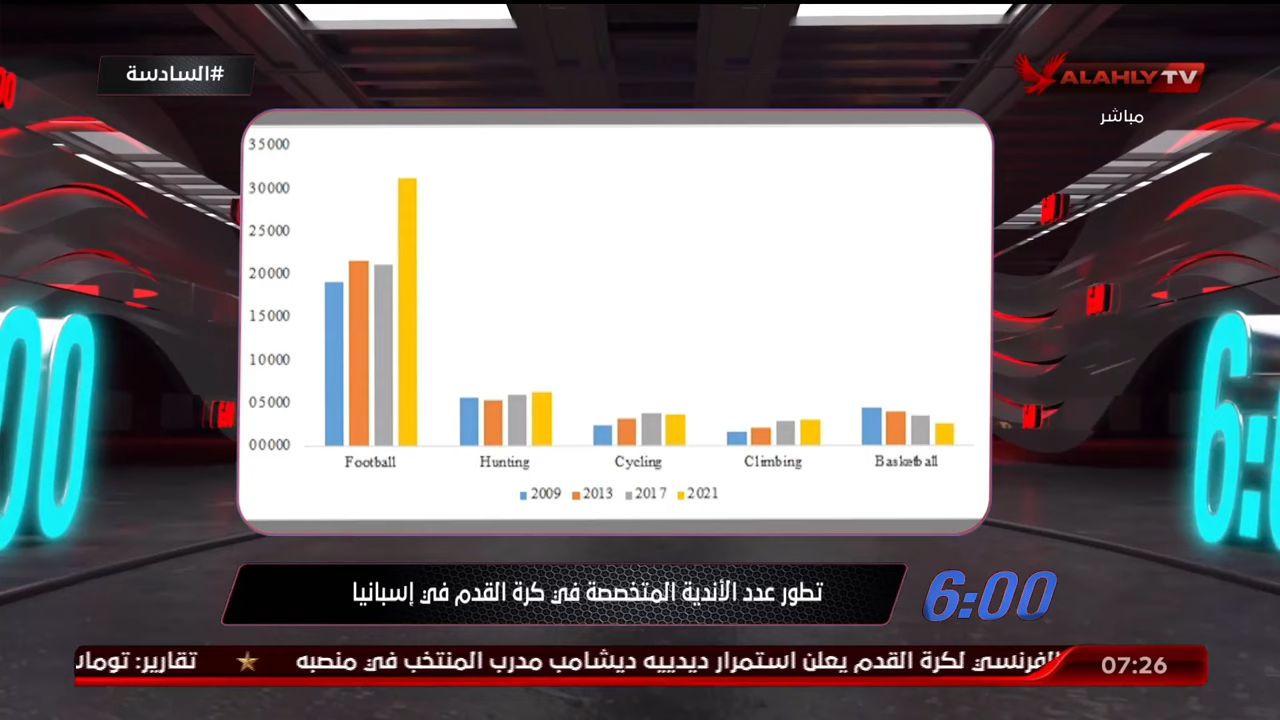 #السادسة
ALAHLY TV
مباشر
35000
30000
25000
20000
15000
10000
05000
00000
Football Hunting Cycling Climbing Basketball
2009 2013 2017 2021
تطور عدد الأندية المتخصصة في كرة القدم في إسبانيا
6:00
الفرنسي لكرة القدم يعلن استمرار ديدييه ديشامب مدرب المنتخب في منصبه ★ تقارير:
07:26